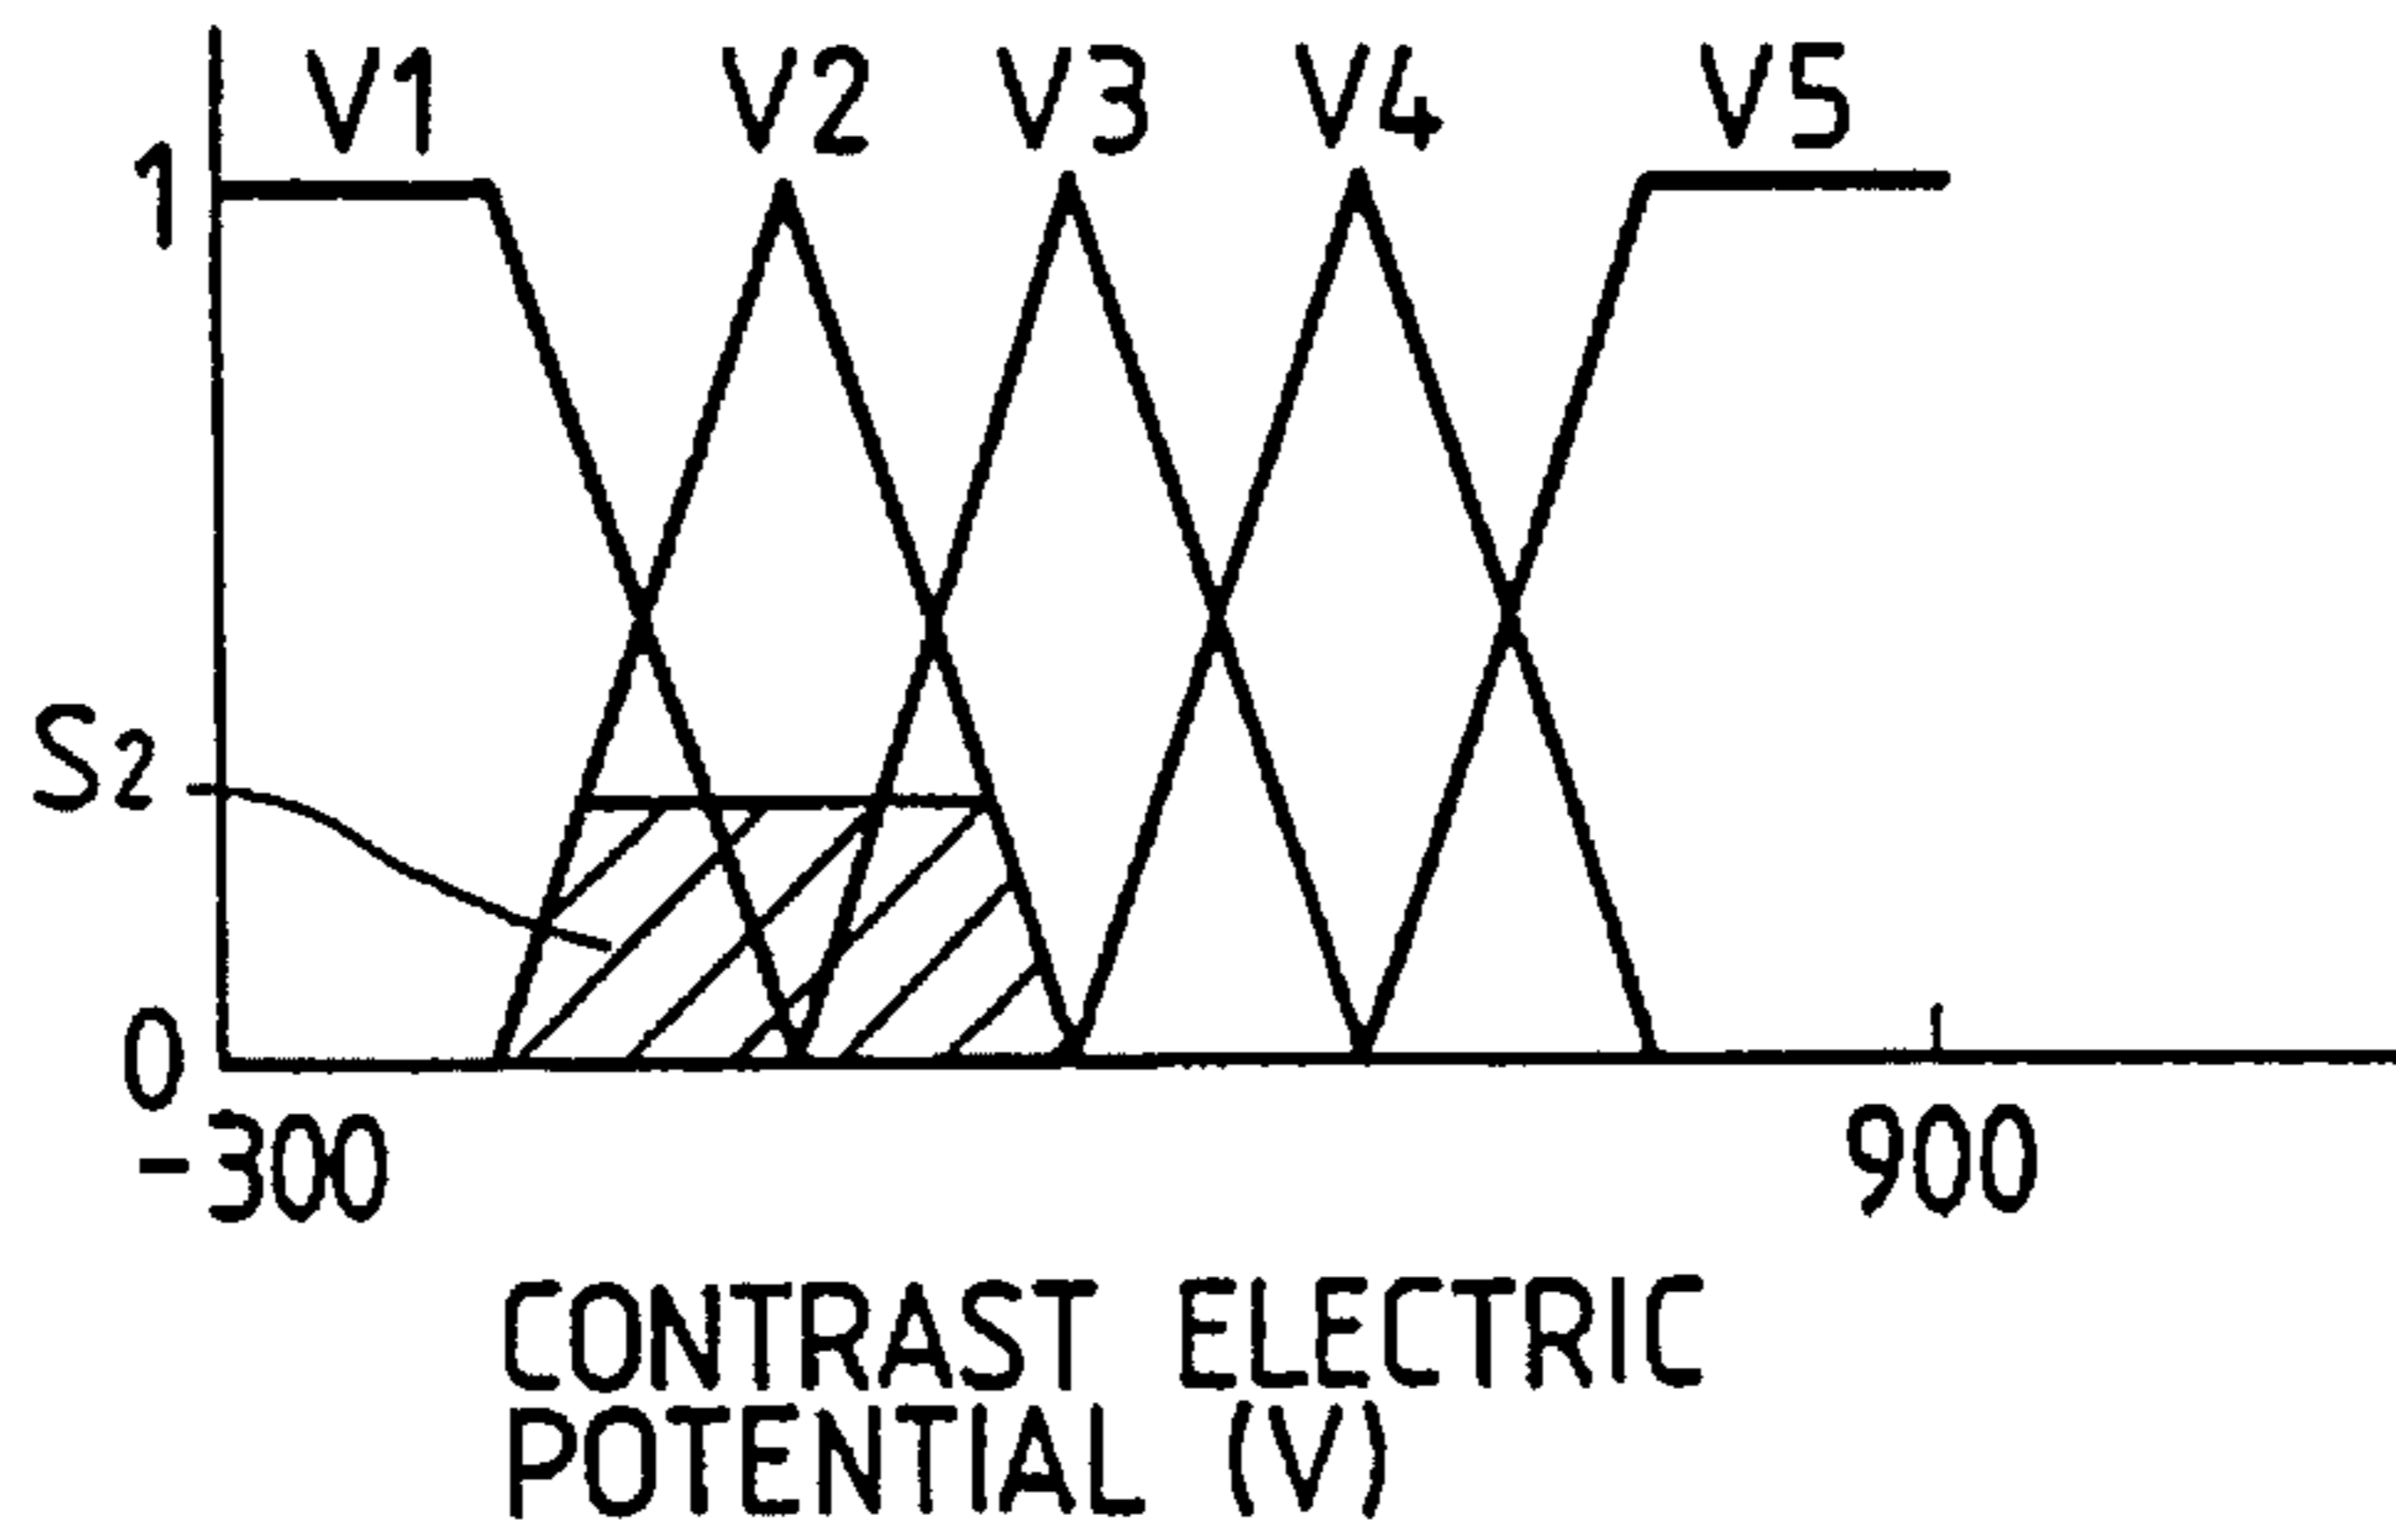 V1 V2 V3 V4 V5
1
S2
0
-300 900
CONTRAST ELECTRIC
POTENTIAL (V)